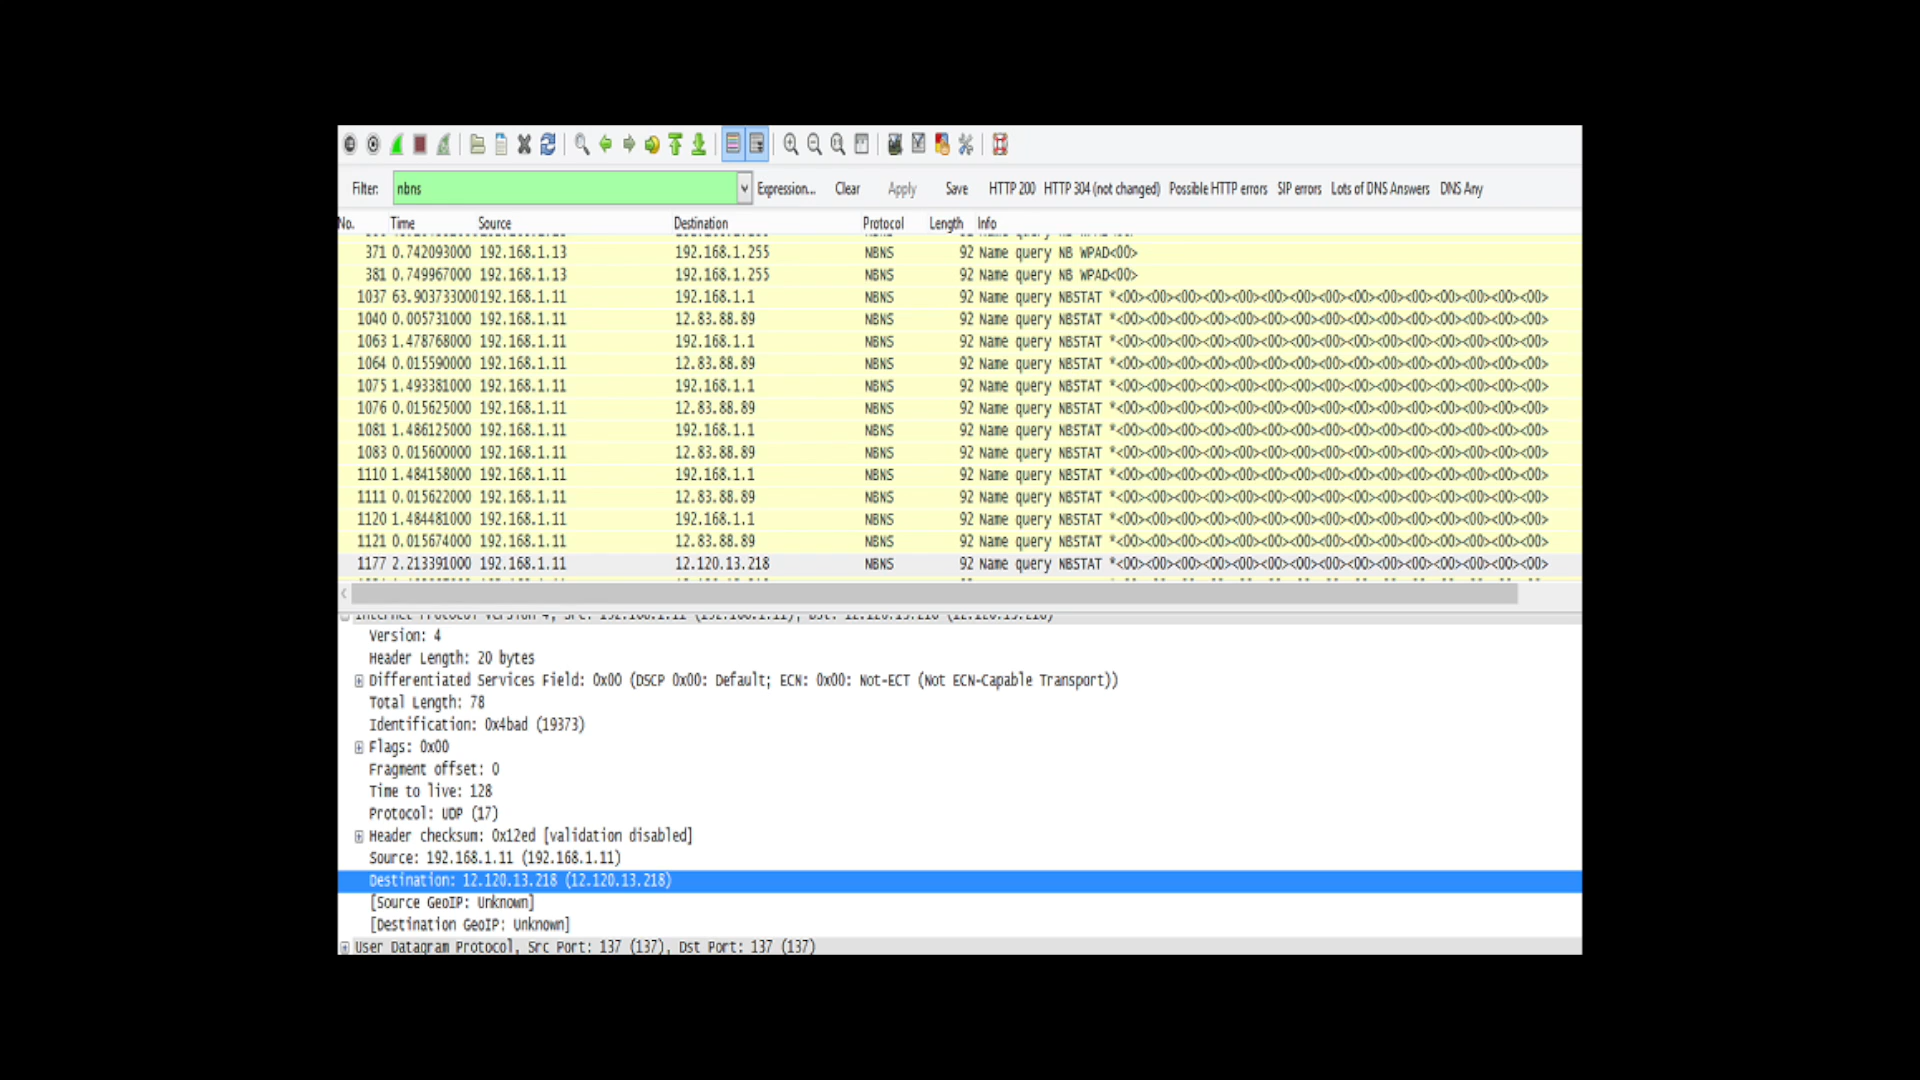 Filter: nbns Expression... Clear Apply Save HTTP 200 HTTP 304 (not changed) Possible HTTP errors SIP errors Lots of DNS Answers DNS Any
No. Time Source Destination Protocol Length Info
371 0.742093000 192.168.1.13 192.168.1.255 NBNS 92 Name query NB WPAD<00>
381 0.749967000 192.168.1.13 192.168.1.255 NBNS 92 Name query NB WPAD<00>
1037 63.903733000 192.168.1.11 192.168.1.1 NBNS 92 Name query NBSTAT *<00><00><00><00><00><00><00><00><00><00><00><00><00><00><00>
1040 0.005731000 192.168.1.11 12.83.88.89 NBNS 92 Name query NBSTAT *<00><00><00><00><00><00><00><00><00><00><00><00><00><00><00>
1063 1.478768000 192.168.1.11 192.168.1.1 NBNS 92 Name query NBSTAT *<00><00><00><00><00><00><00><00><00><00><00><00><00><00><00>
1064 0.015590000 192.168.1.11 12.83.88.89 NBNS 92 Name query NBSTAT *<00><00><00><00><00><00><00><00><00><00><00><00><00><00><00>
1075 1.493381000 192.168.1.11 192.168.1.1 NBNS 92 Name query NBSTAT *<00><00><00><00><00><00><00><00><00><00><00><00><00><00><00>
1076 0.015625000 192.168.1.11 12.83.88.89 NBNS 92 Name query NBSTAT *<00><00><00><00><00><00><00><00><00><00><00><00><00><00><00>
1081 1.486125000 192.168.1.11 192.168.1.1 NBNS 92 Name query NBSTAT *<00><00><00><00><00><00><00><00><00><00><00><00><00><00><00>
1083 0.015600000 192.168.1.11 12.83.88.89 NBNS 92 Name query NBSTAT *<00><00><00><00><00><00><00><00><00><00><00><00><00><00><00>
1110 1.484158000 192.168.1.11 192.168.1.1 NBNS 92 Name query NBSTAT *<00><00><00><00><00><00><00><00><00><00><00><00><00><00><00>
1111 0.015622000 192.168.1.11 12.83.88.89 NBNS 92 Name query NBSTAT *<00><00><00><00><00><00><00><00><00><00><00><00><00><00><00>
1120 1.484481000 192.168.1.11 192.168.1.1 NBNS 92 Name query NBSTAT *<00><00><00><00><00><00><00><00><00><00><00><00><00><00><00>
1121 0.015674000 192.168.1.11 12.83.88.89 NBNS 92 Name query NBSTAT *<00><00><00><00><00><00><00><00><00><00><00><00><00><00><00>
1177 2.213391000 192.168.1.11 12.120.13.218 NBNS 92 Name query NBSTAT *<00><00><00><00><00><00><00><00><00><00><00><00><00><00><00>
Version: 4
Header Length: 20 bytes
Differentiated Services Field: 0x00 (DSCP 0x00: Default; ECN: 0x00: Not-ECT (Not ECN-Capable Transport))
Total Length: 78
Identification: 0x4bad (19373)
Flags: 0x00
Fragment offset: 0
Time to live: 128
Protocol: UDP (17)
Header checksum: 0x12ed [validation disabled]
Source: 192.168.1.11 (192.168.1.11)
Destination: 12.120.13.218 (12.120.13.218)
[Source GeoIP: Unknown]
[Destination GeoIP: Unknown]
User Datagram Protocol, Src Port: 137 (137), Dst Port: 137 (137)